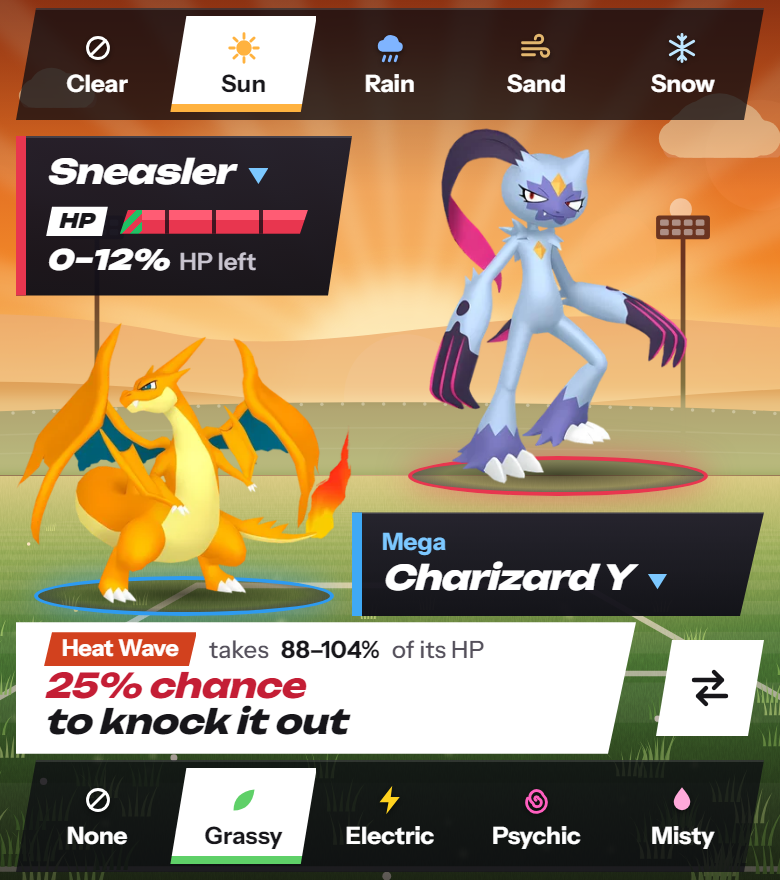 Clear
Sun
Rain
Sand
Snow
Sneasler
HP
0–12% HP left
Mega
Charizard Y
Heat Wave takes 88–104% of its HP
25% chance
to knock it out
None
Grassy
Electric
Psychic
Misty